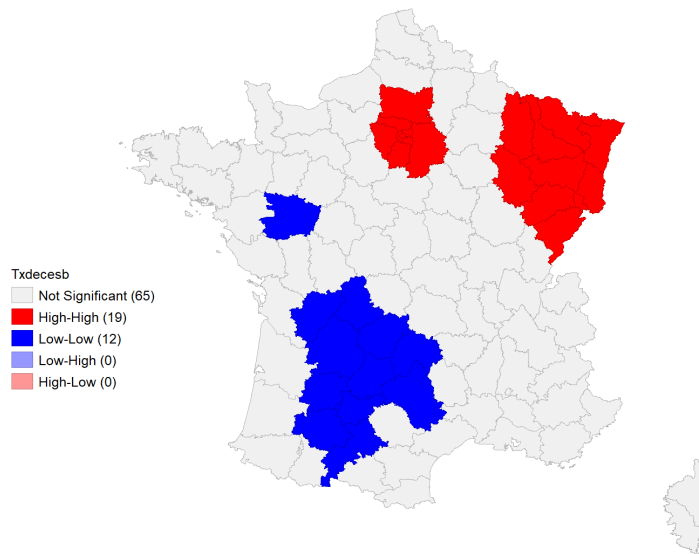 Txdecesb
Not Significant (65)
High-High (19)
Low-Low (12)
Low-High (0)
High-Low (0)